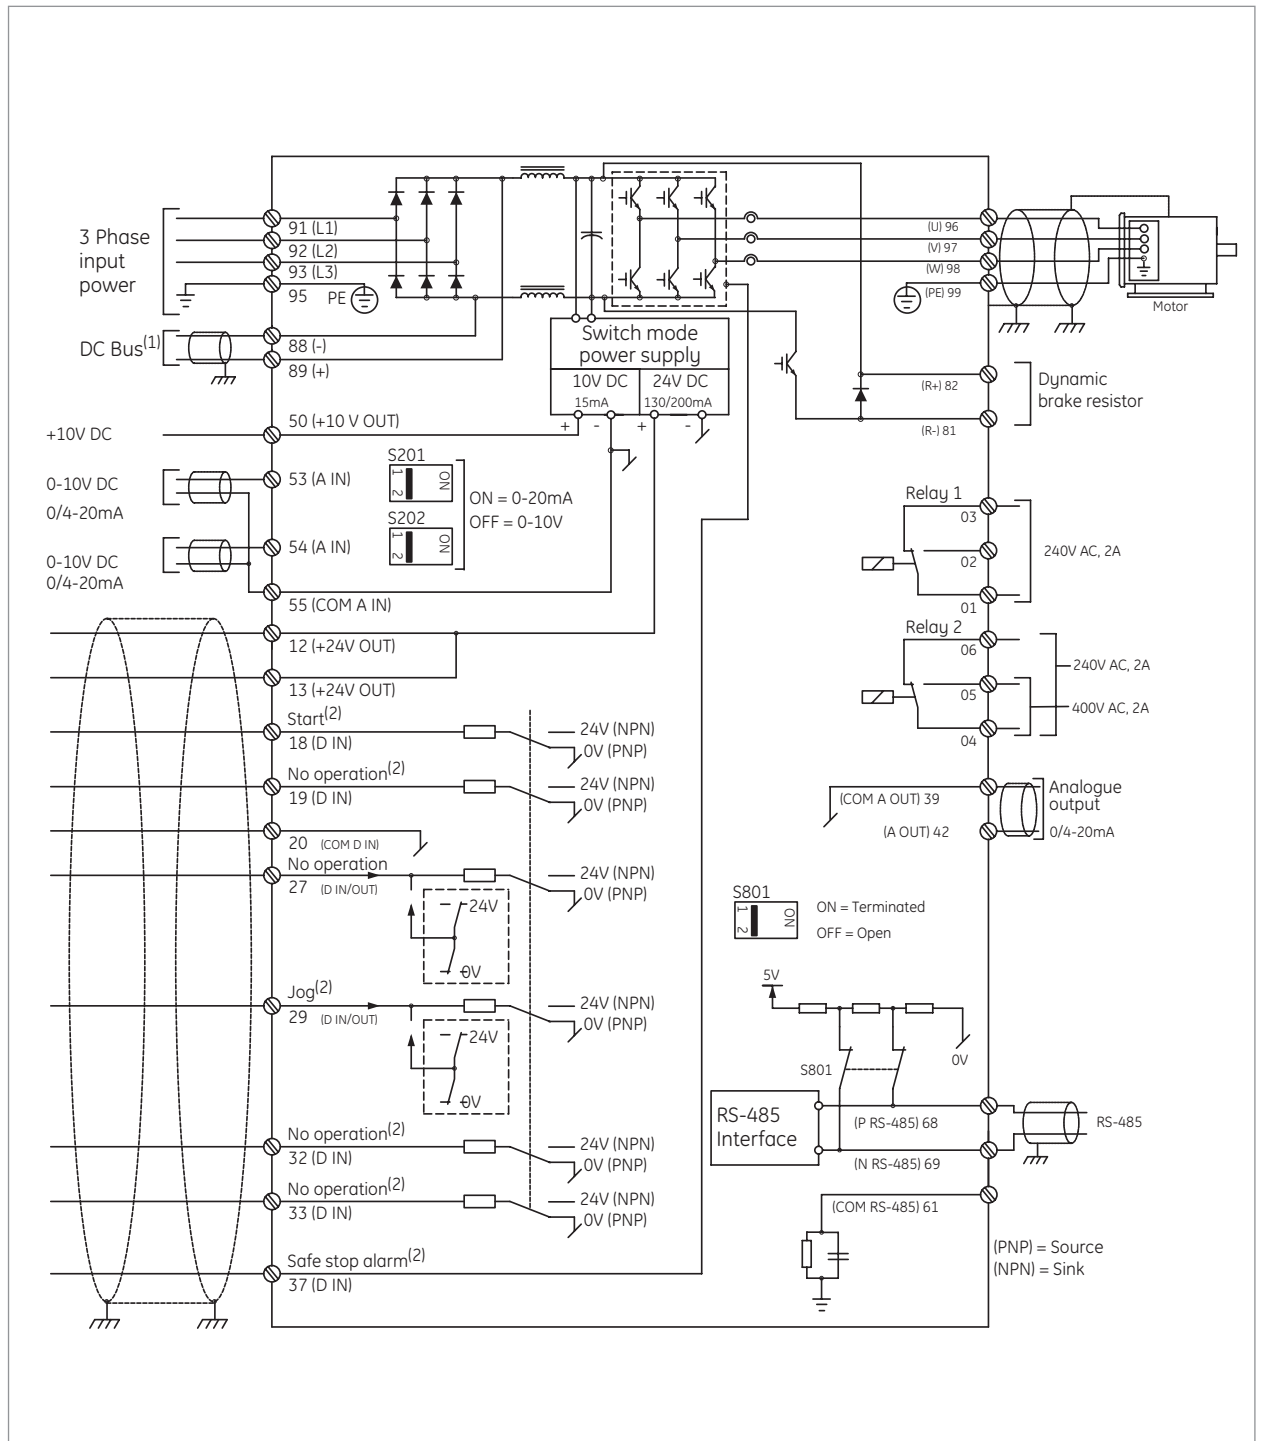 3 Phase
input
power
91 (L1)
92 (L2)
93 (L3)
95
PE
DC Bus(1)
88 (-)
89 (+)
Switch mode
power supply
10V DC
15mA
24V DC
130/200mA
+
-
+
-
(U) 96
(V) 97
(W) 98
(PE) 99
Motor
(R+) 82
(R-) 81
Dynamic
brake resistor
+10V DC
50 (+10 V OUT)
0-10V DC
0/4-20mA
53 (A IN)
S201
1
2
ON
S202
1
2
ON
ON = 0-20mA
OFF = 0-10V
0-10V DC
0/4-20mA
54 (A IN)
55 (COM A IN)
12 (+24V OUT)
13 (+24V OUT)
Relay 1
03
02
01
240V AC, 2A
Relay 2
06
05
04
240V AC, 2A
400V AC, 2A
Start(2)
18 (D IN)
24V (NPN)
0V (PNP)
No operation(2)
19 (D IN)
24V (NPN)
0V (PNP)
20 (COM D IN)
No operation
27 (D IN/OUT)
24V (NPN)
0V (PNP)
24V
0V
Jog(2)
29 (D IN/OUT)
24V (NPN)
0V (PNP)
24V
0V
No operation(2)
32 (D IN)
24V (NPN)
0V (PNP)
No operation(2)
33 (D IN)
24V (NPN)
0V (PNP)
Safe stop alarm(2)
37 (D IN)
(COM A OUT) 39
(A OUT) 42
Analogue
output
0/4-20mA
S801
1
2
ON
ON = Terminated
OFF = Open
5V
0V
S801
RS-485
Interface
(P RS-485) 68
(N RS-485) 69
RS-485
(COM RS-485) 61
(PNP) = Source
(NPN) = Sink